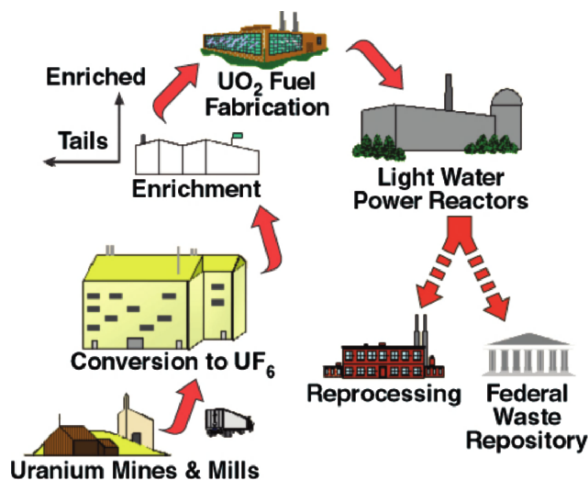 Enriched
Tails
UO₂ Fuel
Fabrication
Enrichment
Light Water
Power Reactors
Conversion to UF₆
Reprocessing
Federal
Waste
Repository
Uranium Mines & Mills